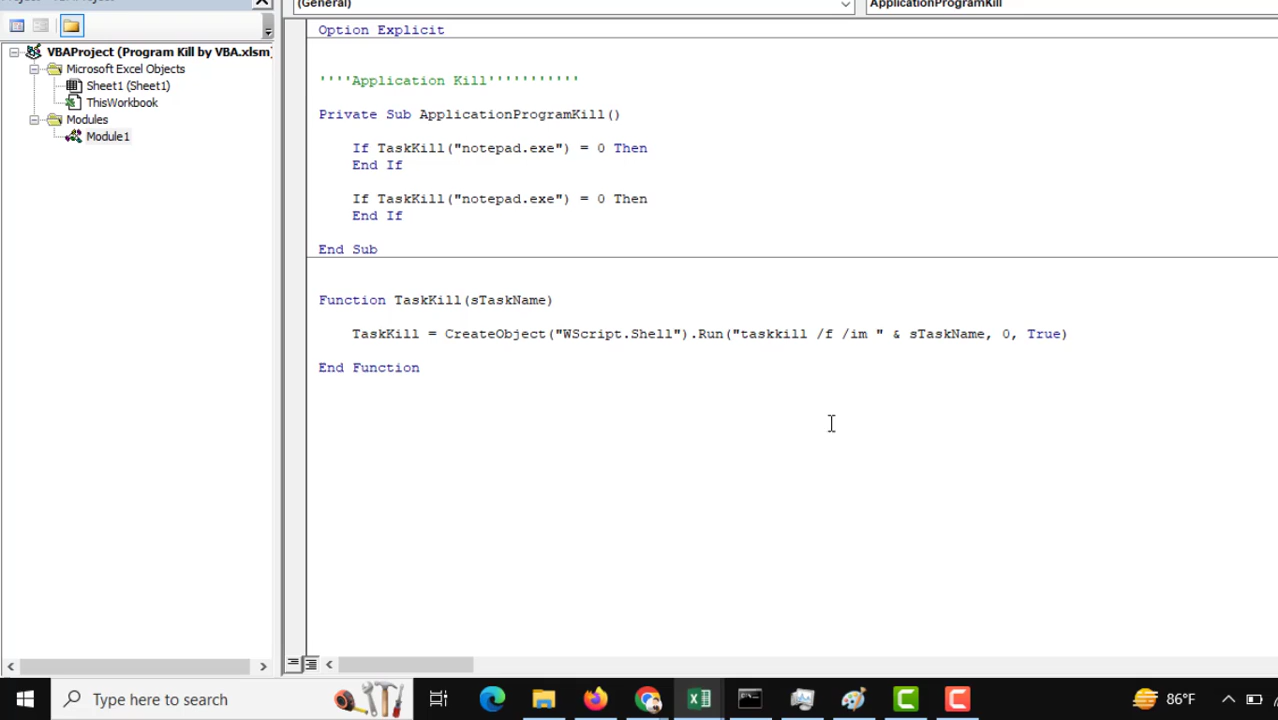 (General)
ApplicationProgramKill
VBAProject (Program Kill by VBA.xlsm)
Microsoft Excel Objects
Sheet1 (Sheet1)
ThisWorkbook
Modules
Module1
Option Explicit
''''Application Kill'''''''''''
Private Sub ApplicationProgramKill()
If TaskKill("notepad.exe") = 0 Then
End If
If TaskKill("notepad.exe") = 0 Then
End If
End Sub
Function TaskKill(sTaskName)
TaskKill = CreateObject("WScript.Shell").Run("taskkill /f /im " & sTaskName, 0, True)
End Function
Type here to search
86°F